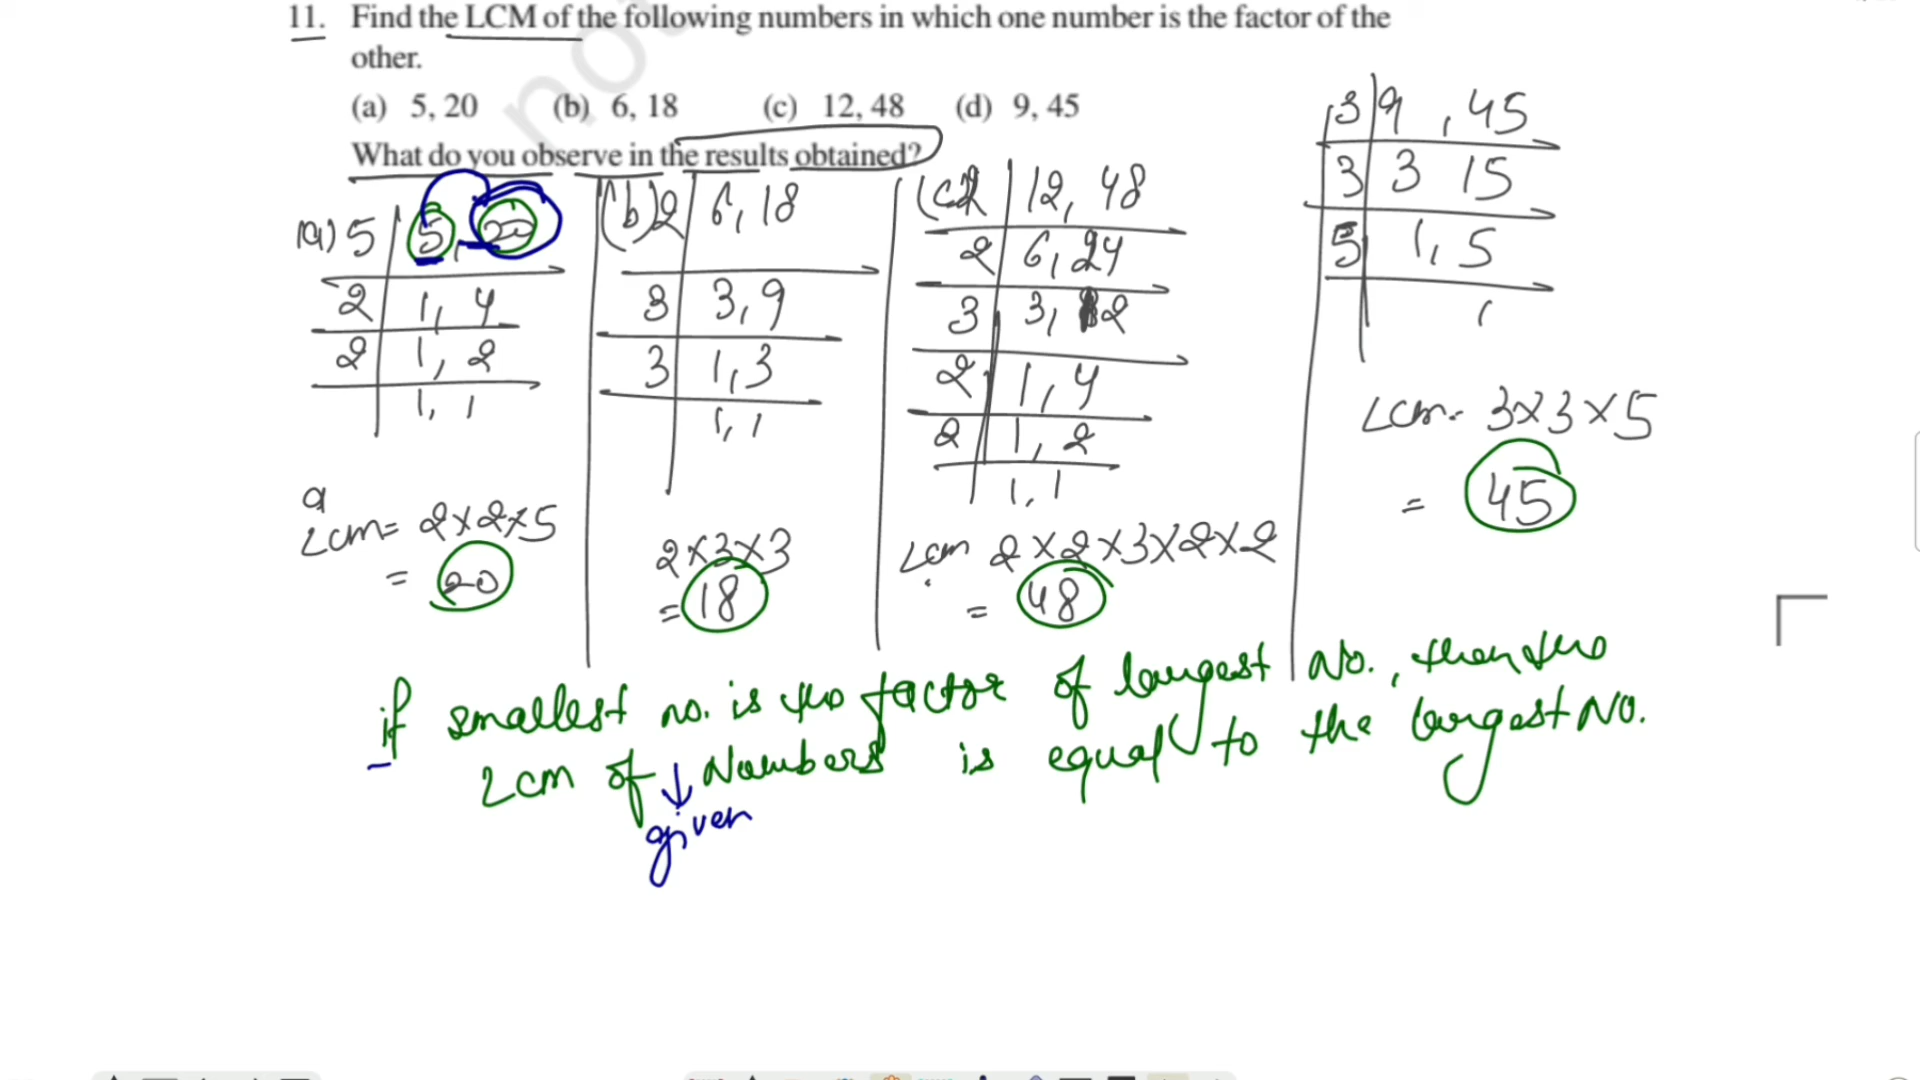 11. Find the LCM of the following numbers in which one number is the factor of the
other.
(a) 5, 20 (b) 6, 18 (c) 12, 48 (d) 9, 45
What do you observe in the results obtained?
not
(a) 5 | 5, 20
2 | 1, 4
2 | 1, 2
1, 1
a
LCM = 2×2×5
= 20
(b) 2 | 6, 18
3 | 3, 9
3 | 1, 3
1, 1
2×3×3
= 18
(c) 2 | 12, 48
2 | 6, 24
3 | 3, 12
2 | 1, 4
2 | 1, 2
1, 1
Lcm 2×2×3×2×2
= 48
3 | 9, 45
3 | 3 15
5 | 1, 5
1
LCM = 3×3×5
= 45
if smallest no. is the factor of largest No., then the
LCM of ↓ Numbers is equal to the largest No.
given